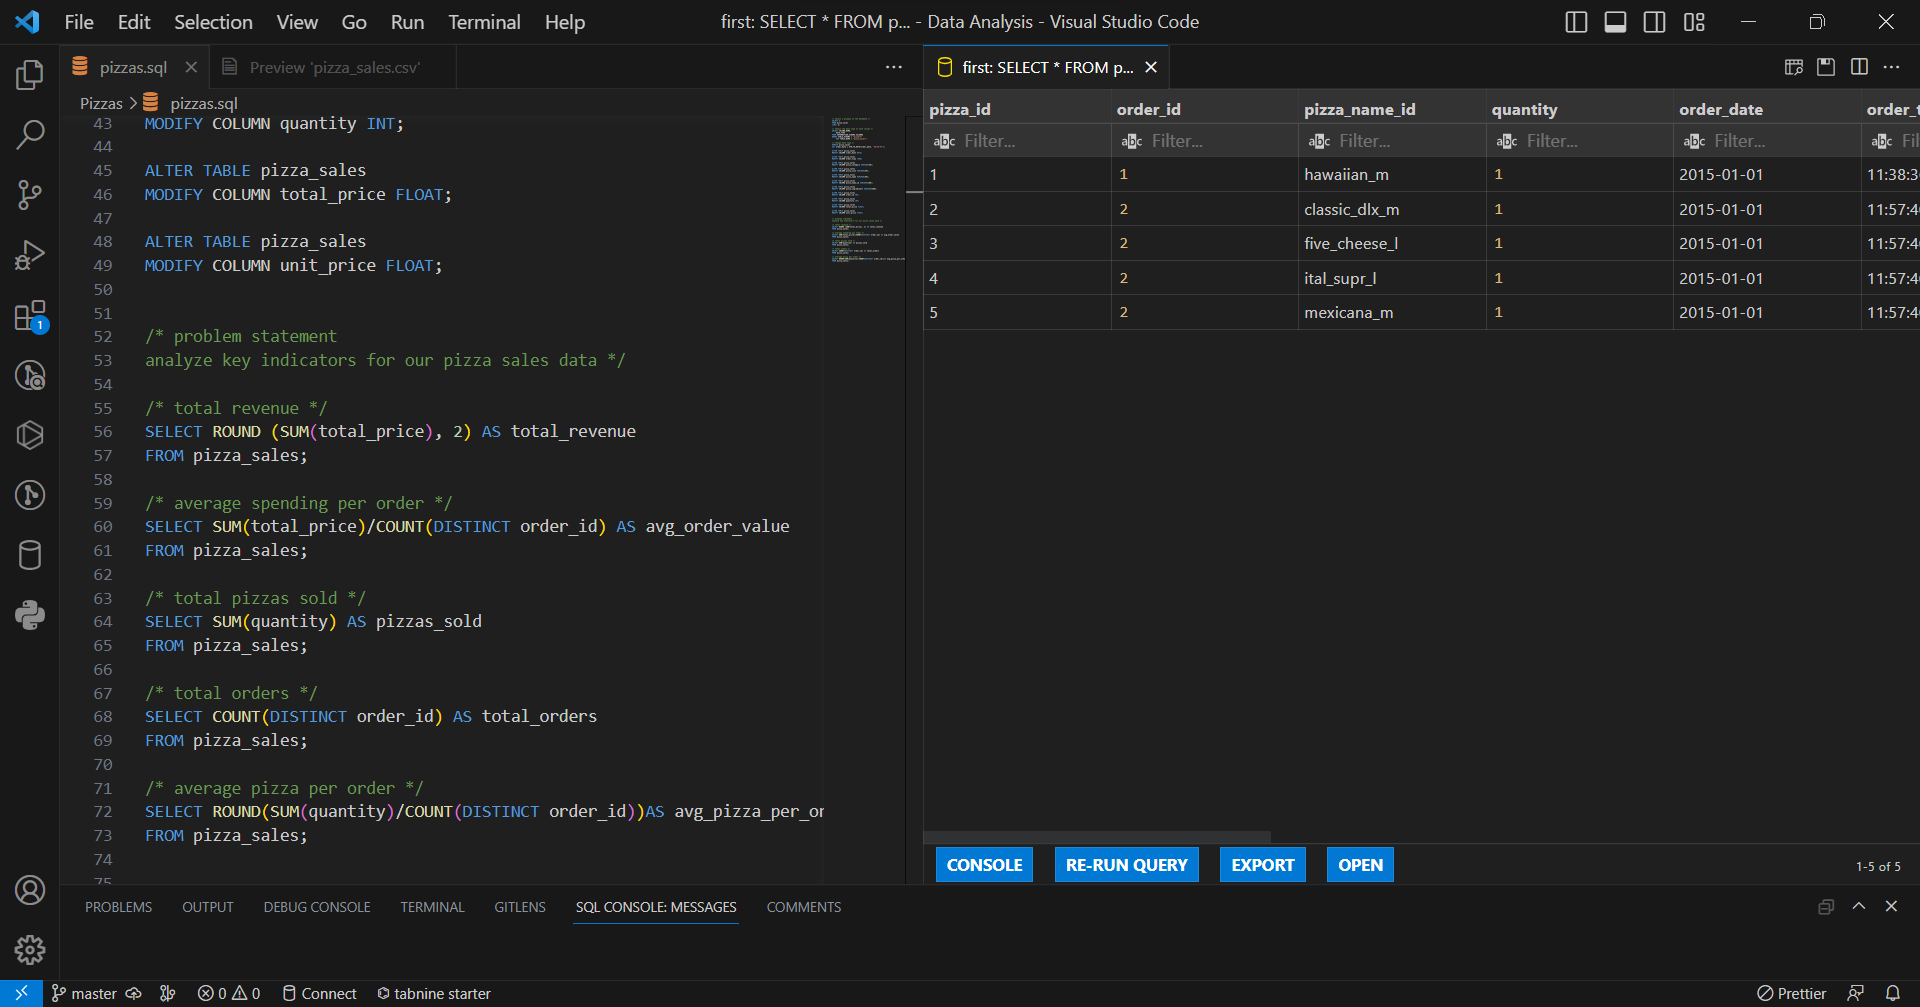 File Edit Selection View Go Run Terminal Help
first: SELECT * FROM p... - Data Analysis - Visual Studio Code
pizzas.sql
Preview 'pizza_sales.csv'
Pizzas > pizzas.sql
43 MODIFY COLUMN quantity INT;
44
45 ALTER TABLE pizza_sales
46 MODIFY COLUMN total_price FLOAT;
47
48 ALTER TABLE pizza_sales
49 MODIFY COLUMN unit_price FLOAT;
50
51
52 /* problem statement
53 analyze key indicators for our pizza sales data */
54
55 /* total revenue */
56 SELECT ROUND (SUM(total_price), 2) AS total_revenue
57 FROM pizza_sales;
58
59 /* average spending per order */
60 SELECT SUM(total_price)/COUNT(DISTINCT order_id) AS avg_order_value
61 FROM pizza_sales;
62
63 /* total pizzas sold */
64 SELECT SUM(quantity) AS pizzas_sold
65 FROM pizza_sales;
66
67 /* total orders */
68 SELECT COUNT(DISTINCT order_id) AS total_orders
69 FROM pizza_sales;
70
71 /* average pizza per order */
72 SELECT ROUND(SUM(quantity)/COUNT(DISTINCT order_id))AS avg_pizza_per_or
73 FROM pizza_sales;
74
75
first: SELECT * FROM p...
pizza_id order_id pizza_name_id quantity order_date order_t
abc Filter... abc Filter... abc Filter... abc Filter... abc Filter... abc Fil
1 1 hawaiian_m 1 2015-01-01 11:38:3
2 2 classic_dlx_m 1 2015-01-01 11:57:4
3 2 five_cheese_l 1 2015-01-01 11:57:4
4 2 ital_supr_l 1 2015-01-01 11:57:4
5 2 mexicana_m 1 2015-01-01 11:57:4
CONSOLE RE-RUN QUERY EXPORT OPEN
1-5 of 5
PROBLEMS OUTPUT DEBUG CONSOLE TERMINAL GITLENS SQL CONSOLE: MESSAGES COMMENTS
1
master 0 0 Connect tabnine starter
Prettier